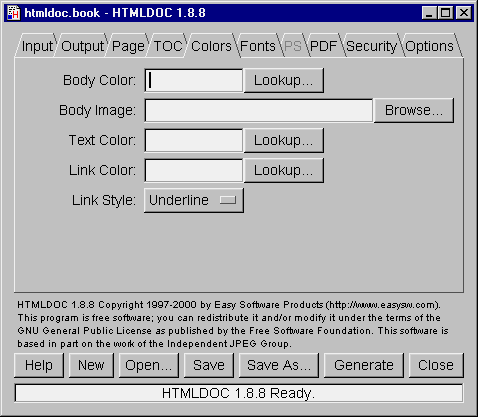 htmldoc.book - HTMLDOC 1.8.8
Input Output Page TOC Colors Fonts PS PDF Security Options
Body Color: Lookup...
Body Image: Browse...
Text Color: Lookup...
Link Color: Lookup...
Link Style: Underline
HTMLDOC 1.8.8 Copyright 1997-2000 by Easy Software Products (http://www.easysw.com).
This program is free software; you can redistribute it and/or modify it under the terms of the
GNU General Public License as published by the Free Software Foundation. This software is
based in part on the work of the Independent JPEG Group.
Help New Open... Save Save As... Generate Close
HTMLDOC 1.8.8 Ready.